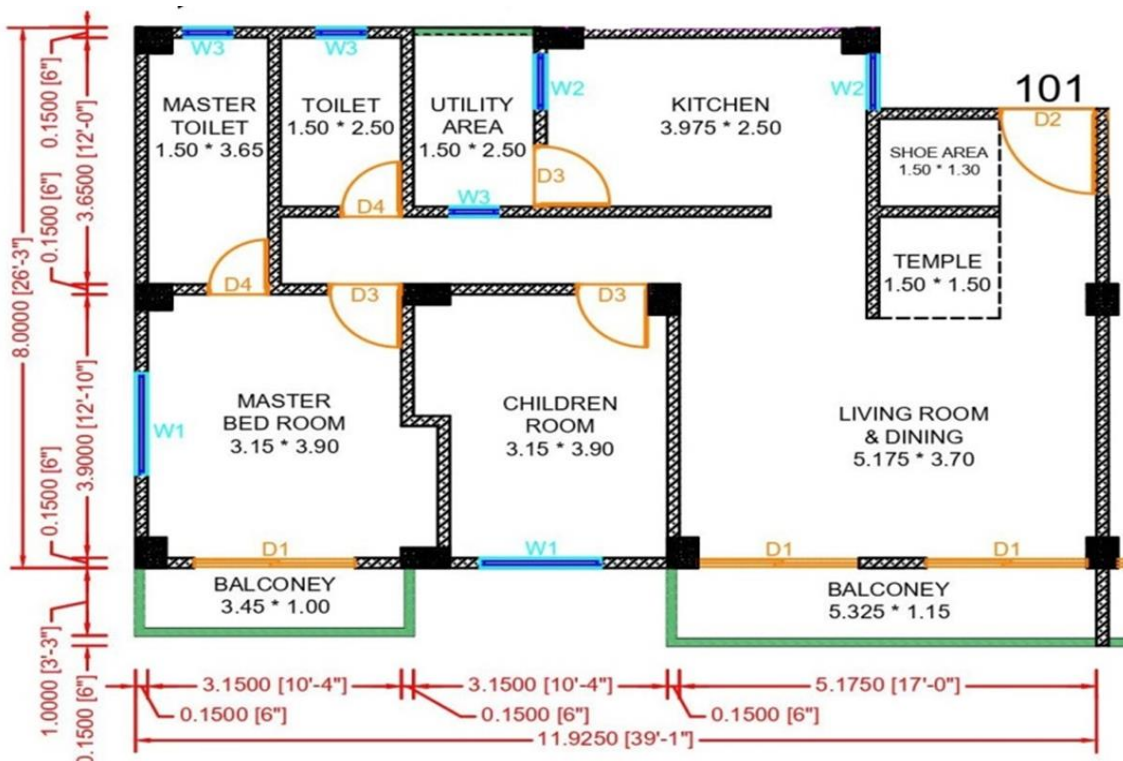 W3
W3
101
MASTER
TOILET
1.50 * 3.65
TOILET
1.50 * 2.50
UTILITY
AREA
1.50 * 2.50
W2
KITCHEN
3.975 * 2.50
W2
D2
SHOE AREA
1.50 * 1.30
D3
D4
W3
TEMPLE
1.50 * 1.50
D4
D3
D3
MASTER
BED ROOM
3.15 * 3.90
W1
CHILDREN
ROOM
3.15 * 3.90
LIVING ROOM
& DINING
5.175 * 3.70
D1
W1
D1
D1
BALCONEY
3.45 * 1.00
BALCONEY
5.325 * 1.15
0.1500 [6"]
3.6500 [12'-0"]
0.1500 [6"]
8.0000 [26'-3"]
3.9000 [12'-10"]
0.1500 [6"]
1.0000 [3'-3"]
0.1500 [6"]
3.1500 [10'-4"]
3.1500 [10'-4"]
5.1750 [17'-0"]
0.1500 [6"]
0.1500 [6"]
0.1500 [6"]
11.9250 [39'-1"]